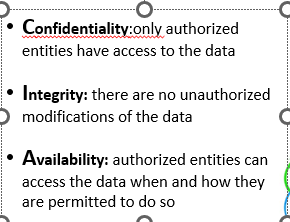 • Confidentiality:only authorized
entities have access to the data
• Integrity: there are no unauthorized
modifications of the data
• Availability: authorized entities can
access the data when and how they
are permitted to do so